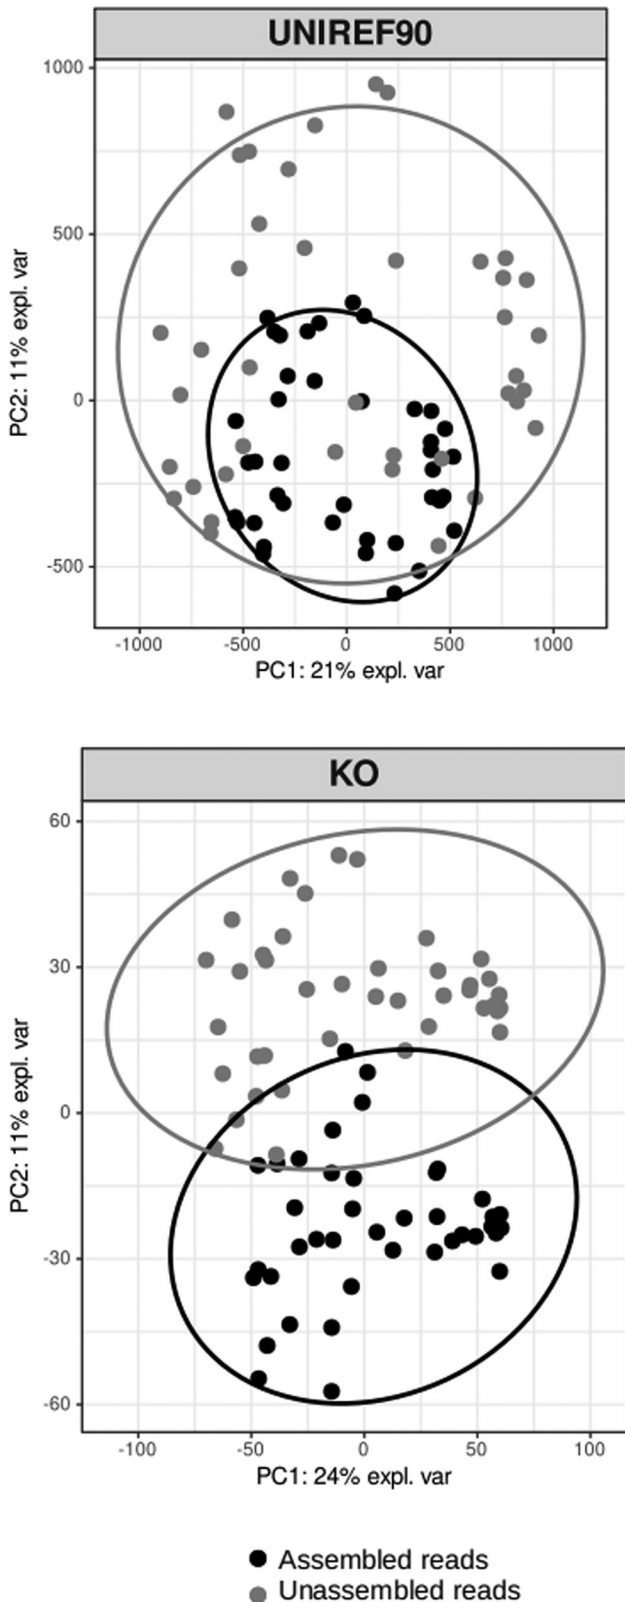 UNIREF90
1000
500
0
-500
PC2: 11% expl. var
-1000 -500 0 500 1000
PC1: 21% expl. var
KO
60
30
0
-30
-60
PC2: 11% expl. var
-100 -50 0 50 100
PC1: 24% expl. var
Assembled reads
Unassembled reads